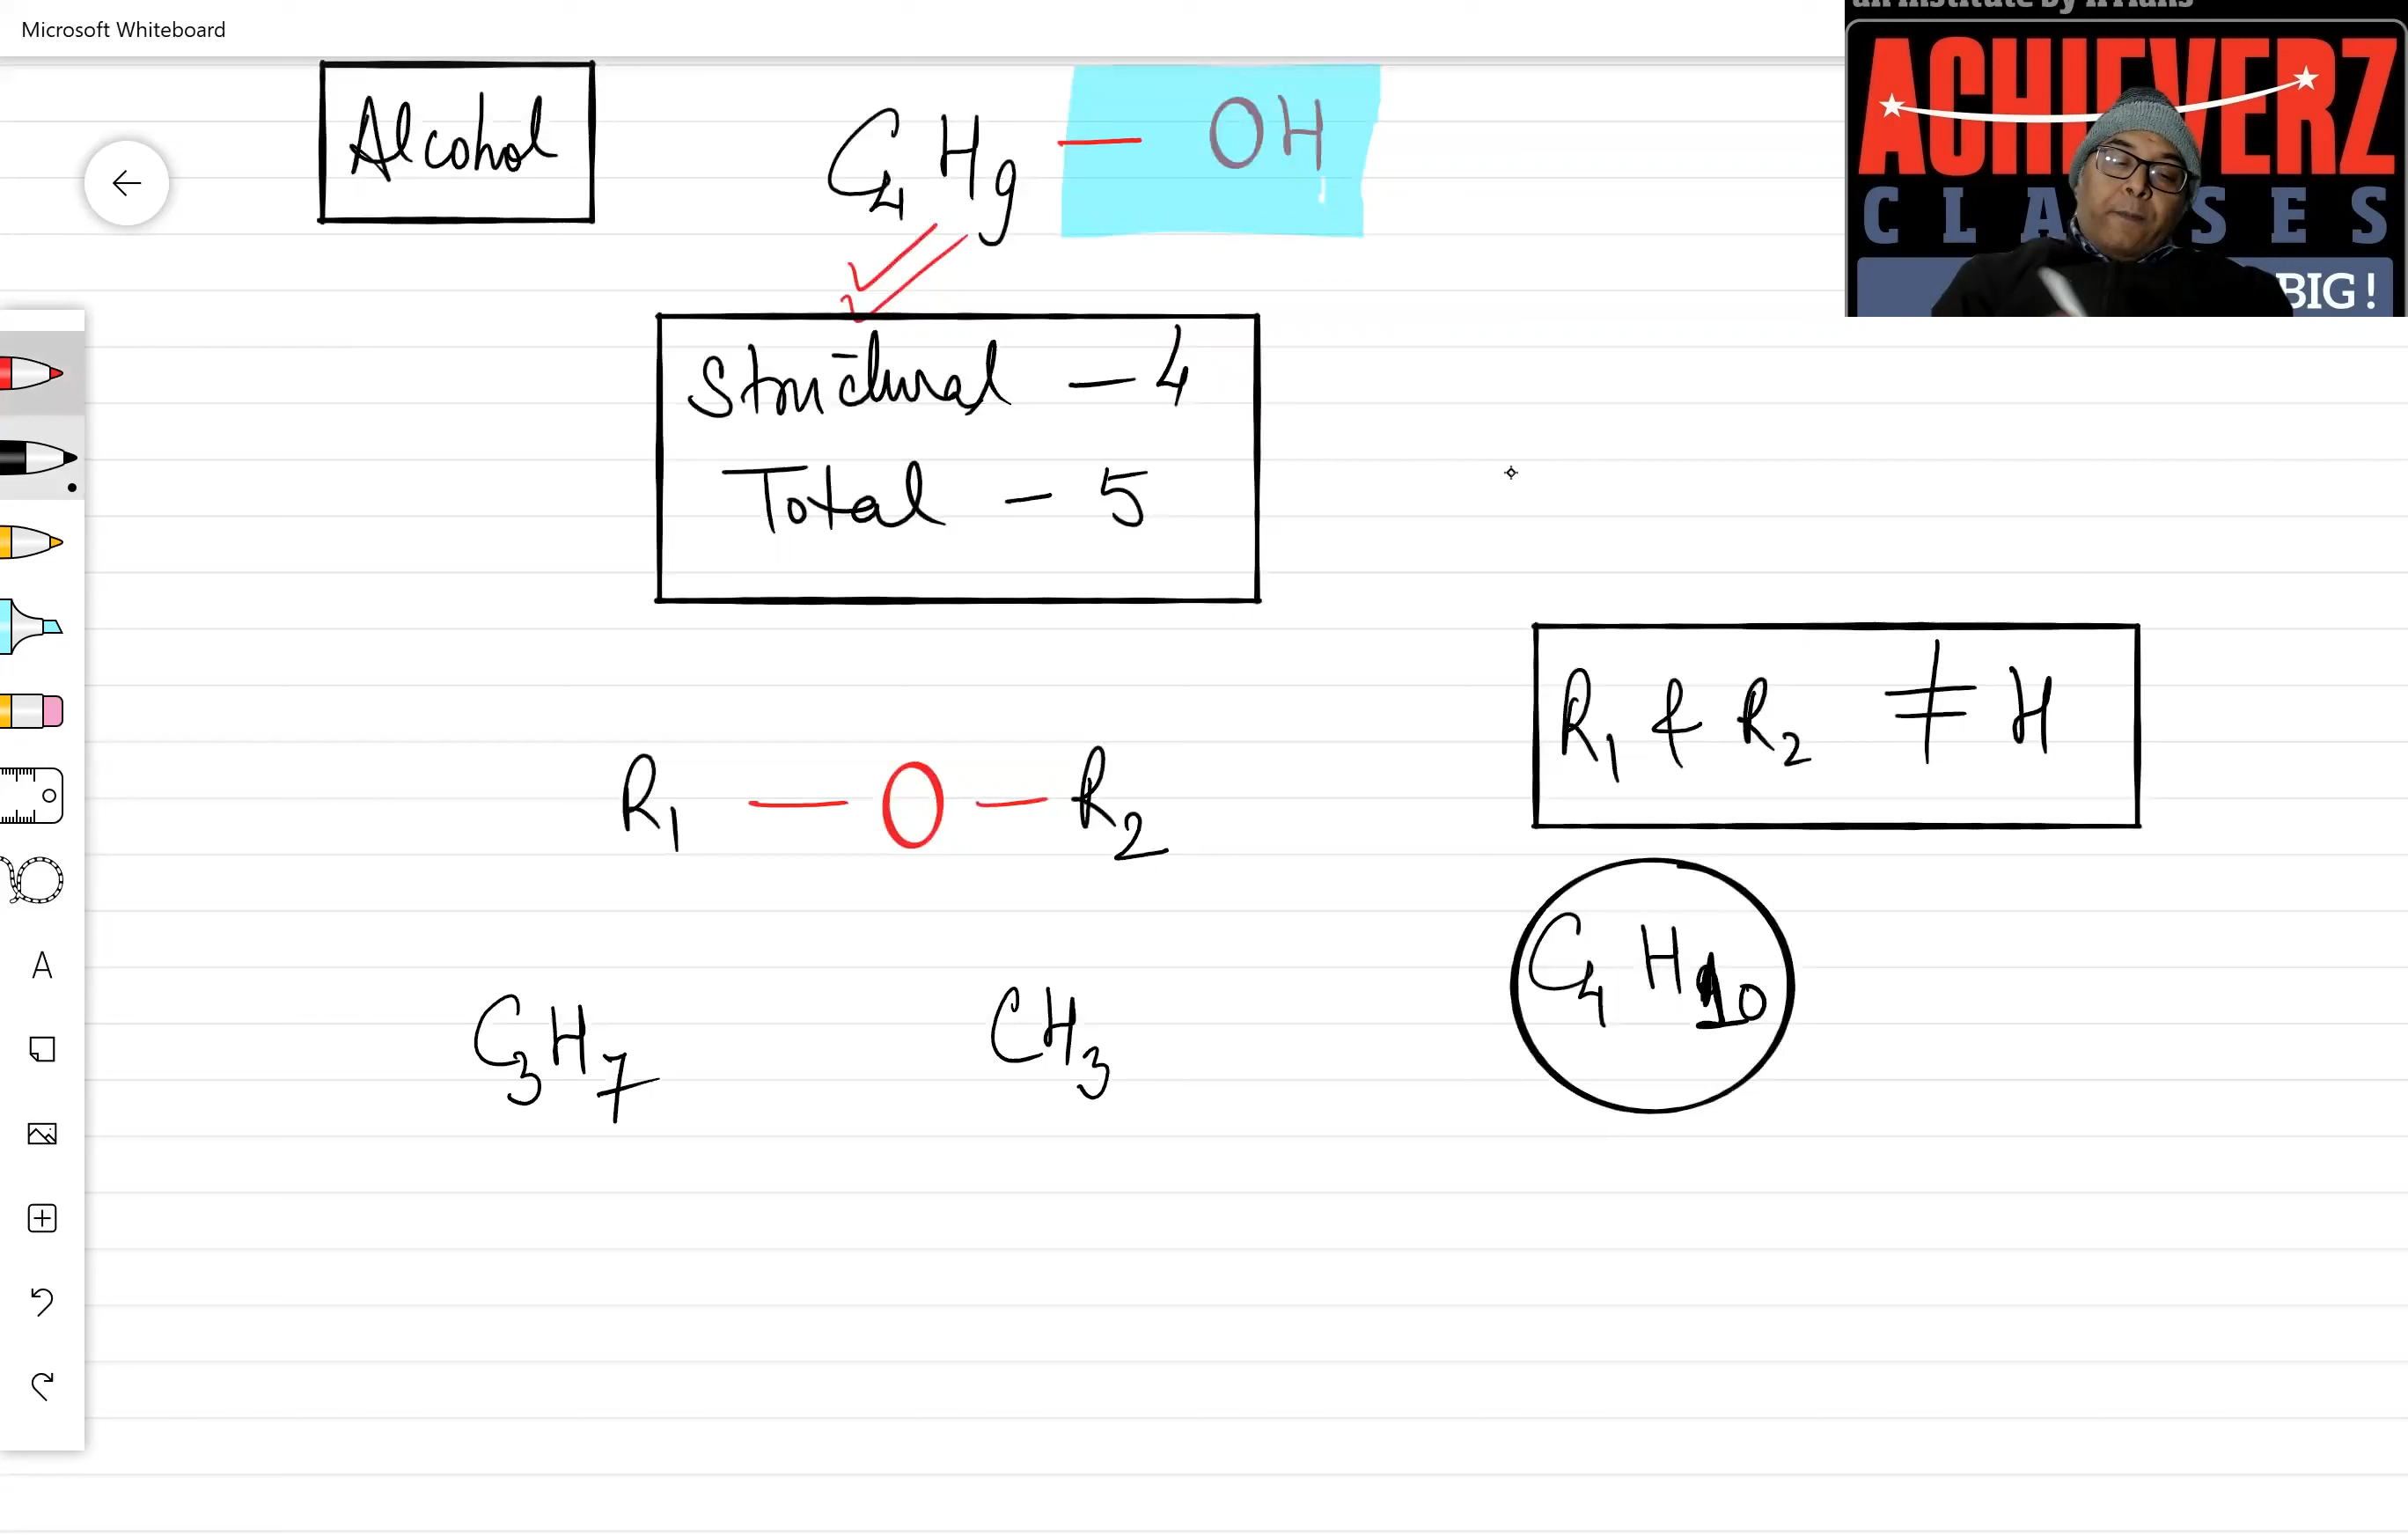 Microsoft Whiteboard
ACHIEVERZ
CLASSES
BIG!
Alcohol
C4H9 — OH
Structural — 4
Total — 5
R1 & R2 ≠ H
R1 — O — R2
C4H10
C3H7 CH3
A